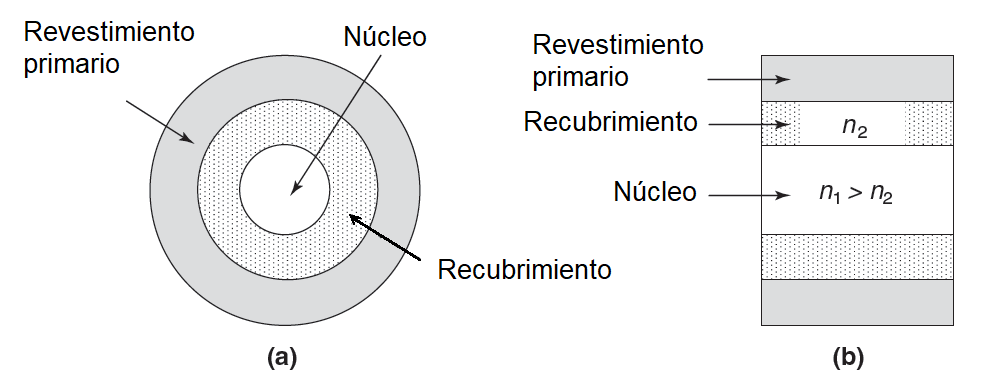 Revestimiento
primario
Núcleo
Recubrimiento
(a)
Revestimiento
primario
Recubrimiento
n₂
Núcleo
n₁ > n₂
(b)